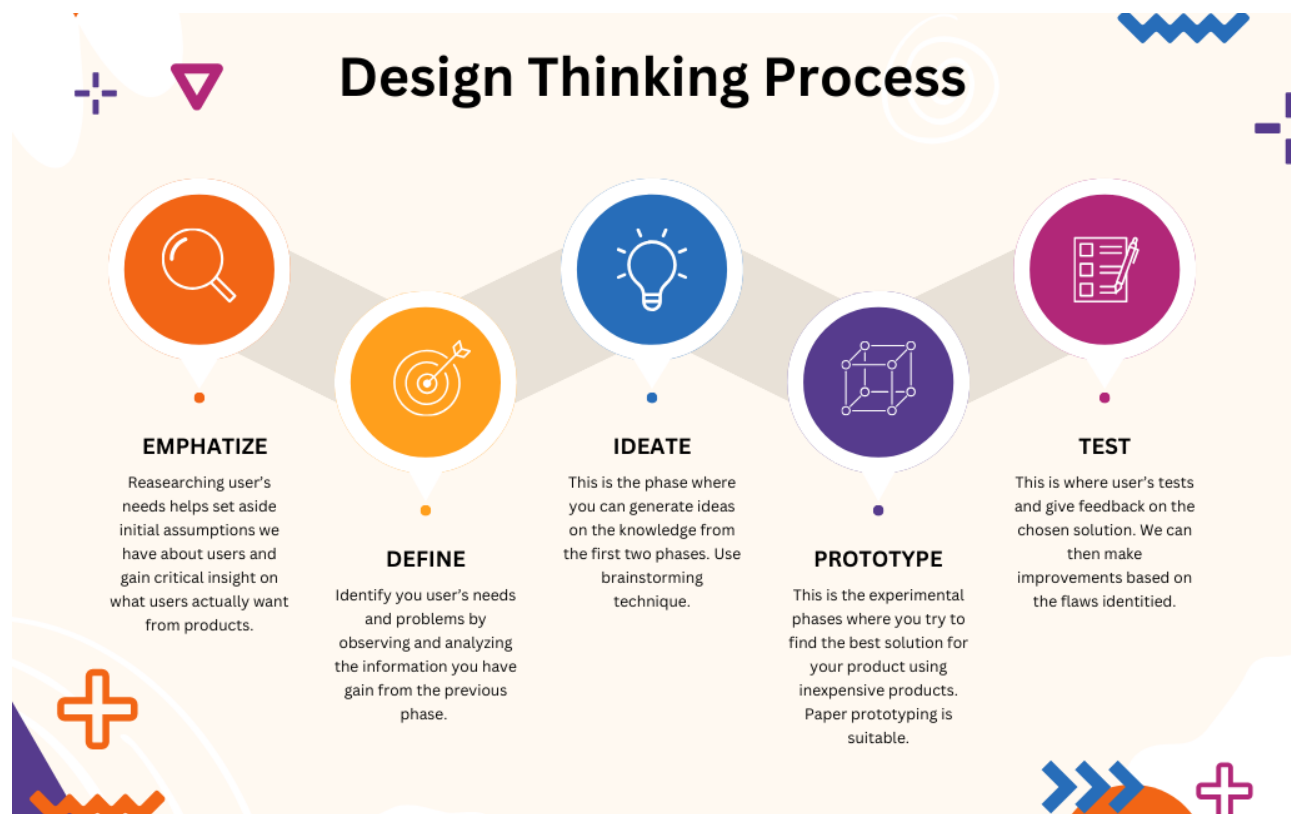 Design Thinking Process
EMPHATIZE
Reasearching user's
needs helps set aside
initial assumptions we
have about users and
gain critical insight on
what users actually want
from products.
DEFINE
Identify you user's needs
and problems by
observing and analyzing
the information you have
gain from the previous
phase.
IDEATE
This is the phase where
you can generate ideas
on the knowledge from
the first two phases. Use
brainstorming
technique.
PROTOTYPE
This is the experimental
phases where you try to
find the best solution for
your product using
inexpensive products.
Paper prototyping is
suitable.
TEST
This is where user's tests
and give feedback on the
chosen solution. We can
then make
improvements based on
the flaws identitied.